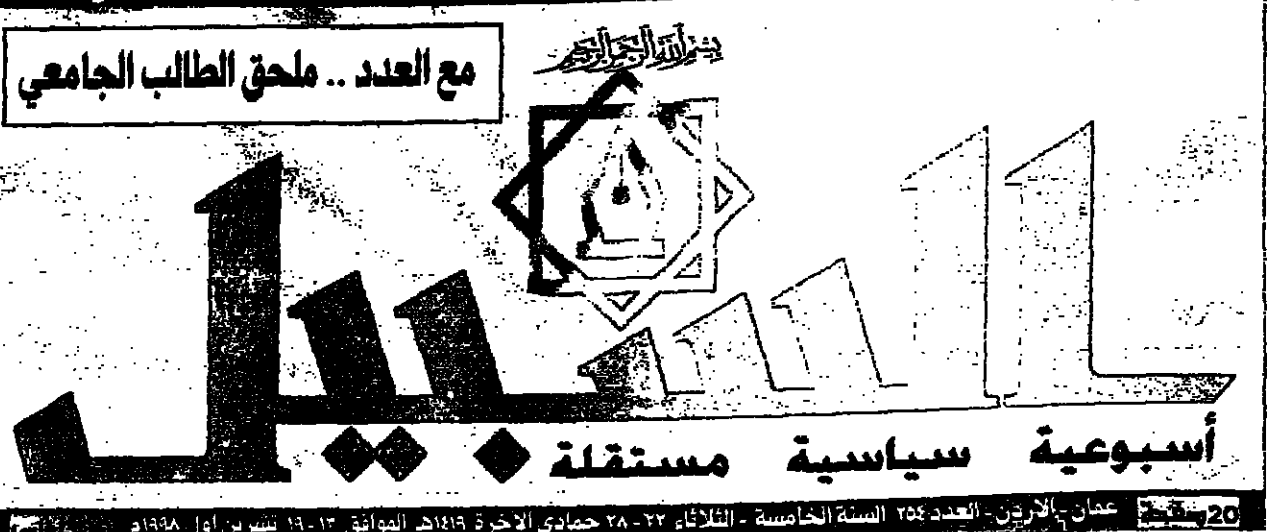 بسم الله الرحمن الرحيم
مع العدد .. ملحق الطالب الجامعي
السبيل
أسبوعية سياسية مستقلة
20 صفحة
عمان - الاردن - العدد ٢٥٤ السنة الخامسة - الثلاثاء ٢٢ - ٢٨ جمادى الآخرة ١٤١٩هـ الموافق ١٣ - ١٩ تشرين أول ١٩٩٨م